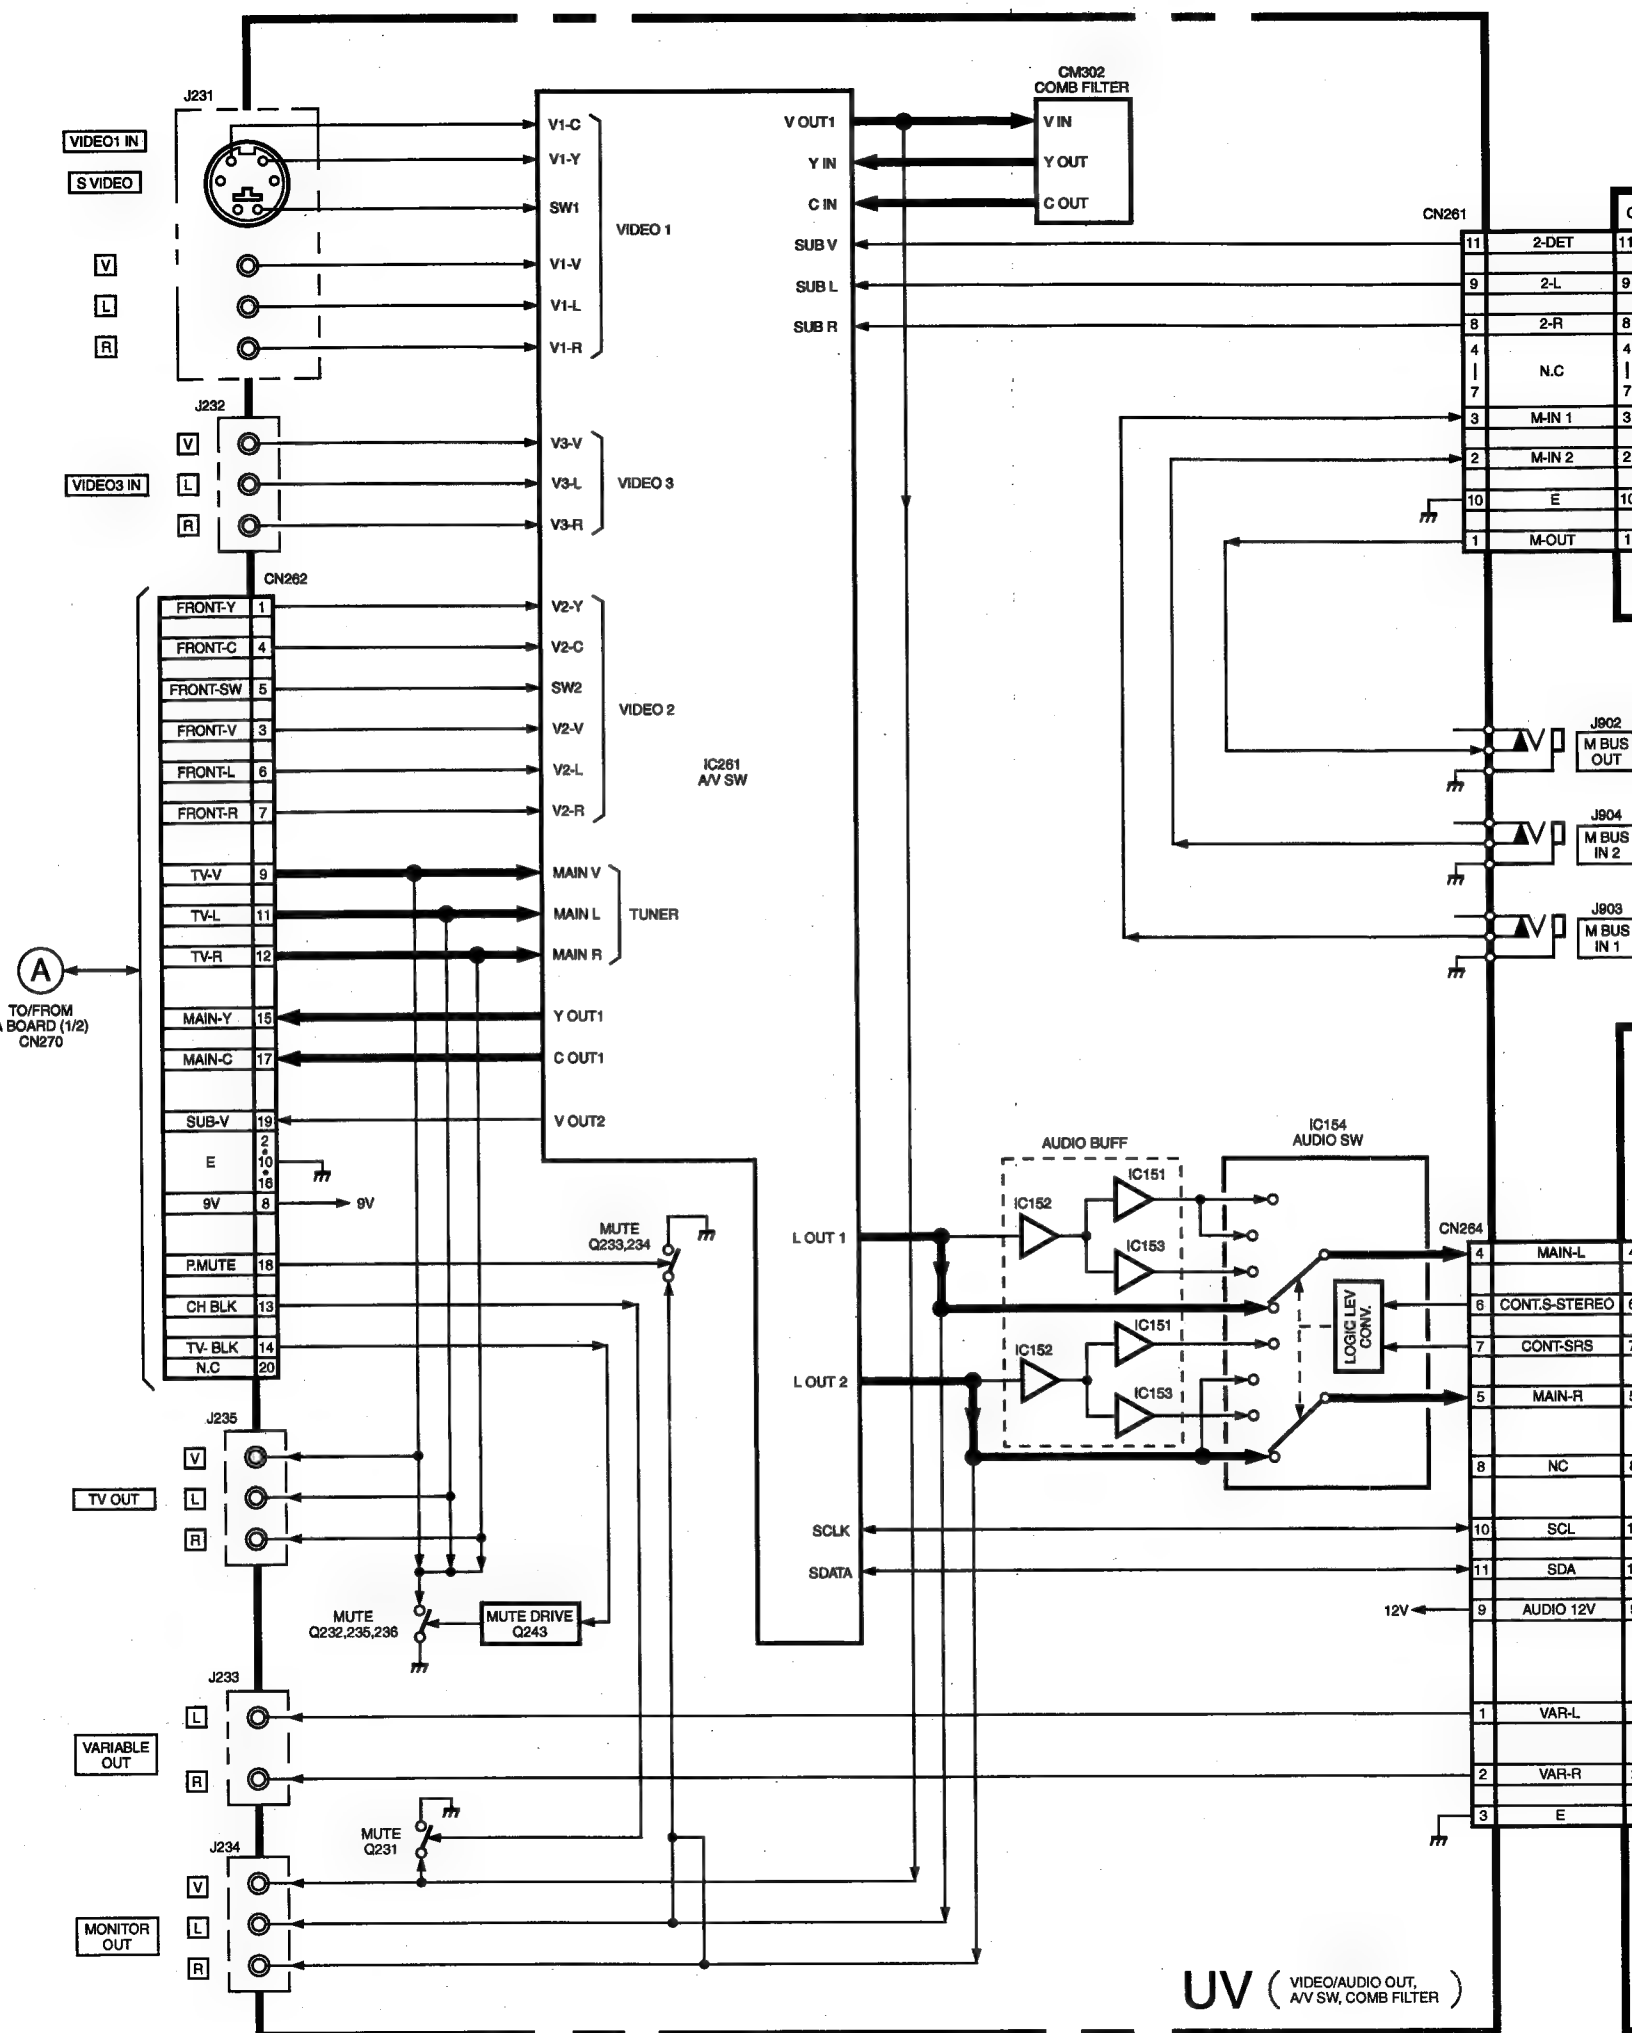 J231
VIDEO1 IN
S VIDEO
V
L
R
J232
V
VIDEO3 IN
L
R
CN262
FRONT-Y 1
FRONT-C 4
FRONT-SW 5
FRONT-V 3
FRONT-L 6
FRONT-R 7
TV-V 9
TV-L 11
TV-R 12
MAIN-Y 15
MAIN-C 17
SUB-V 19
2
E 10
16
9V 8
9V
P.MUTE 18
CH BLK 13
TV- BLK 14
N.C 20
A
TO/FROM
A BOARD (1/2)
CN270
J235
V
TV OUT
L
R
J233
L
VARIABLE
OUT
R
J234
V
MONITOR
OUT
L
R
V1-C
V1-Y
SW1
VIDEO 1
V1-V
V1-L
V1-R
V3-V
V3-L
VIDEO 3
V3-R
V2-Y
V2-C
SW2
VIDEO 2
V2-V
V2-L
V2-R
MAIN V
MAIN L
TUNER
MAIN R
Y OUT1
C OUT1
V OUT2
IC261
A/V SW
V OUT1
Y IN
C IN
SUB V
SUB L
SUB R
L OUT 1
L OUT 2
SCLK
SDATA
CM302
COMB FILTER
V IN
Y OUT
C OUT
MUTE
Q233,234
MUTE
Q232,235,236
MUTE DRIVE
Q243
MUTE
Q231
AUDIO BUFF
IC151
IC152
IC153
IC151
IC152
IC153
IC154
AUDIO SW
LOGIC LEV
CONV.
CN261
11 2-DET 11
9 2-L 9
8 2-R 8
4 4
| N.C |
7 7
3 M-IN 1 3
2 M-IN 2 2
10 E 10
1 M-OUT 1
J902
M BUS
OUT
J904
M BUS
IN 2
J903
M BUS
IN 1
CN264
4 MAIN-L
6 CONT.S-STEREO
7 CONT-SRS
5 MAIN-R
8 NC
10 SCL
11 SDA
12V 9 AUDIO 12V
1 VAR-L
2 VAR-R
3 E
UV ( VIDEO/AUDIO OUT,
A/V SW, COMB FILTER )